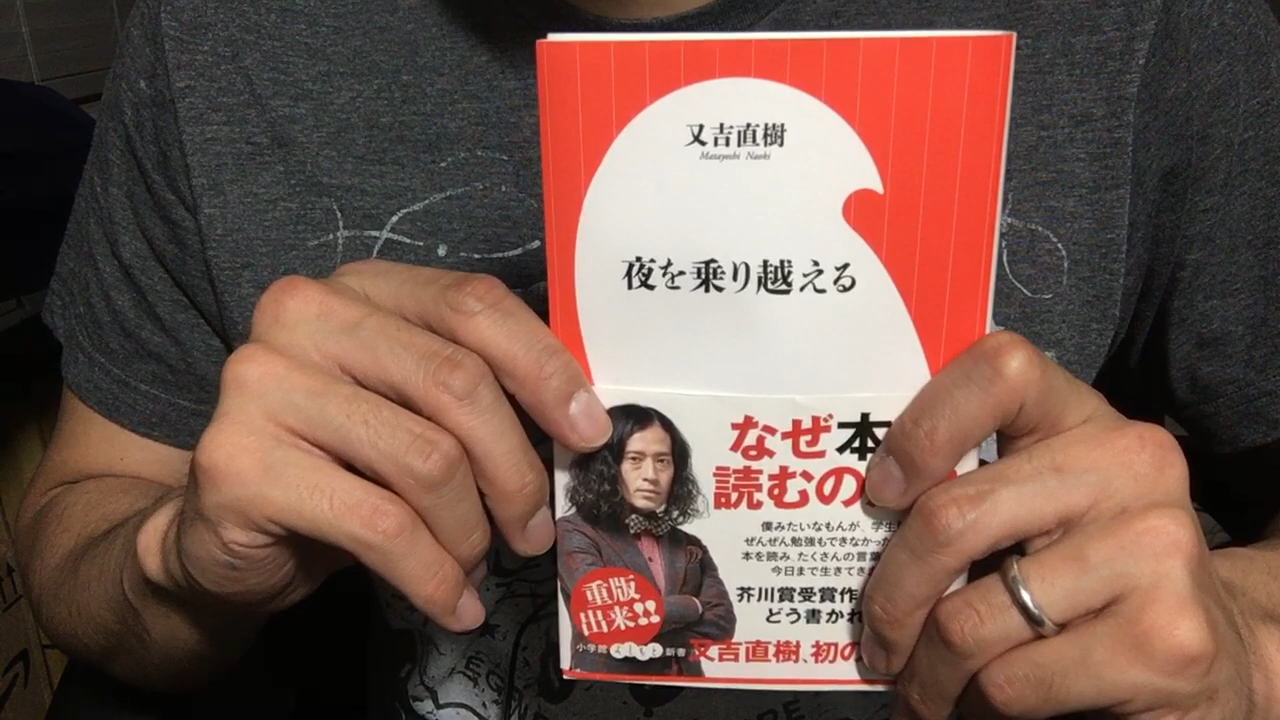 又吉直樹
Matayoshi Naoki
夜を乗り越える
なぜ本
読むの
僕みたいなもんが、学生
ぜんぜん勉強もできなかっ
本を読み、たくさんの言葉
今日まで生きてき
芥川賞受賞作
どう書かれ
重版
出来!!
小学館よしもと新書
又吉直樹、初の